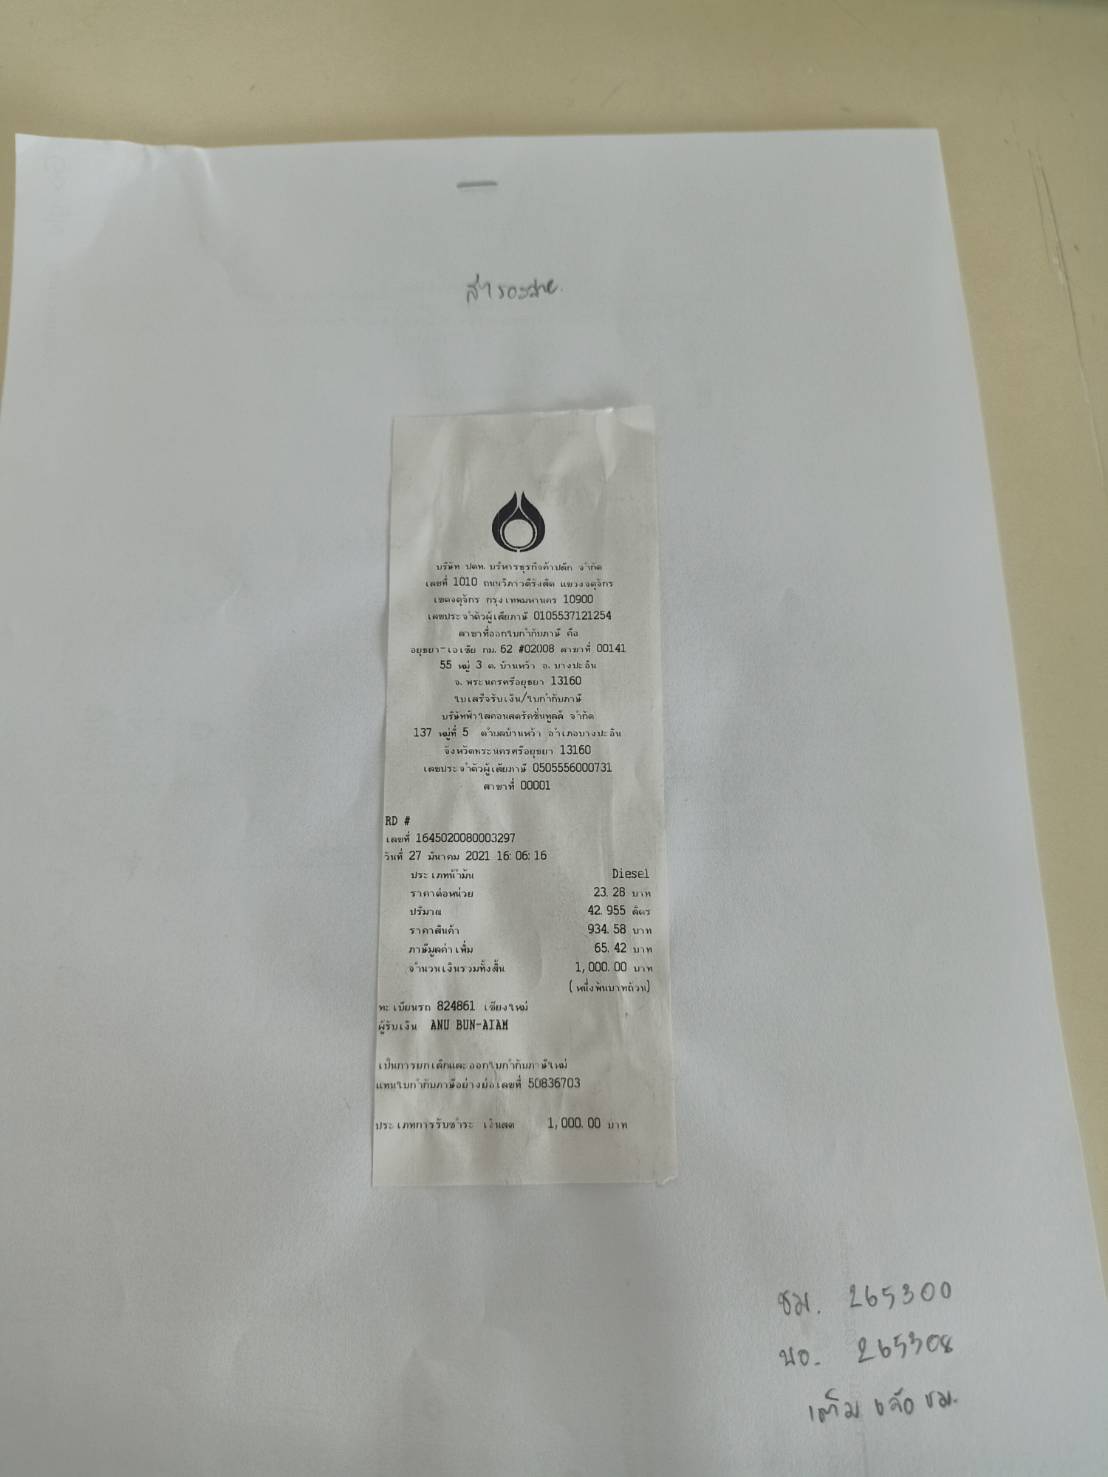 สำรองจ่าย.
บริษัท ปตท. บริหารธุรกิจค้าปลีก จำกัด
เลขที่ 1010 ถนนวิภาวดีรังสิต แขวงจตุจักร
เขตจตุจักร กรุงเทพมหานคร 10900
เลขประจำตัวผู้เสียภาษี 0105537121254
สาขาที่ออกใบกำกับภาษี คือ
อยุธยา-เอเซีย กม. 62 #02008 สาขาที่ 00141
55 หมู่ 3 ต. บ้านหว้า อ. บางปะอิน
จ. พระนครศรีอยุธยา 13160
ใบเสร็จรับเงิน/ใบกำกับภาษี
บริษัทฟ้าใสคอนสตรัคชั่นทูลส์ จำกัด
137 หมู่ที่ 5 ตำบลบ้านหว้า อำเภอบางปะอิน
จังหวัดพระนครศรีอยุธยา 13160
เลขประจำตัวผู้เสียภาษี 0505556000731
สาขาที่ 00001
RD #
เลขที่ 1645020080003297
วันที่ 27 มีนาคม 2021 16:06:16
ประเภทน้ำมัน Diesel
ราคาต่อหน่วย 23.28 บาท
ปริมาณ 42.955 ลิตร
ราคาสินค้า 934.58 บาท
ภาษีมูลค่าเพิ่ม 65.42 บาท
จำนวนเงินรวมทั้งสิ้น 1,000.00 บาท
(หนึ่งพันบาทถ้วน)
ทะเบียนรถ 824861 เชียงใหม่
ผู้รับเงิน ANU BUN-AIAM
เป็นการยกเลิกและออกใบกำกับภาษีใหม่
แทนใบกำกับภาษีอย่างย่อเลขที่ 50836703
ประเภทการรับชำระ เงินสด 1,000.00 บาท
ชม. 265300
265308
เติม